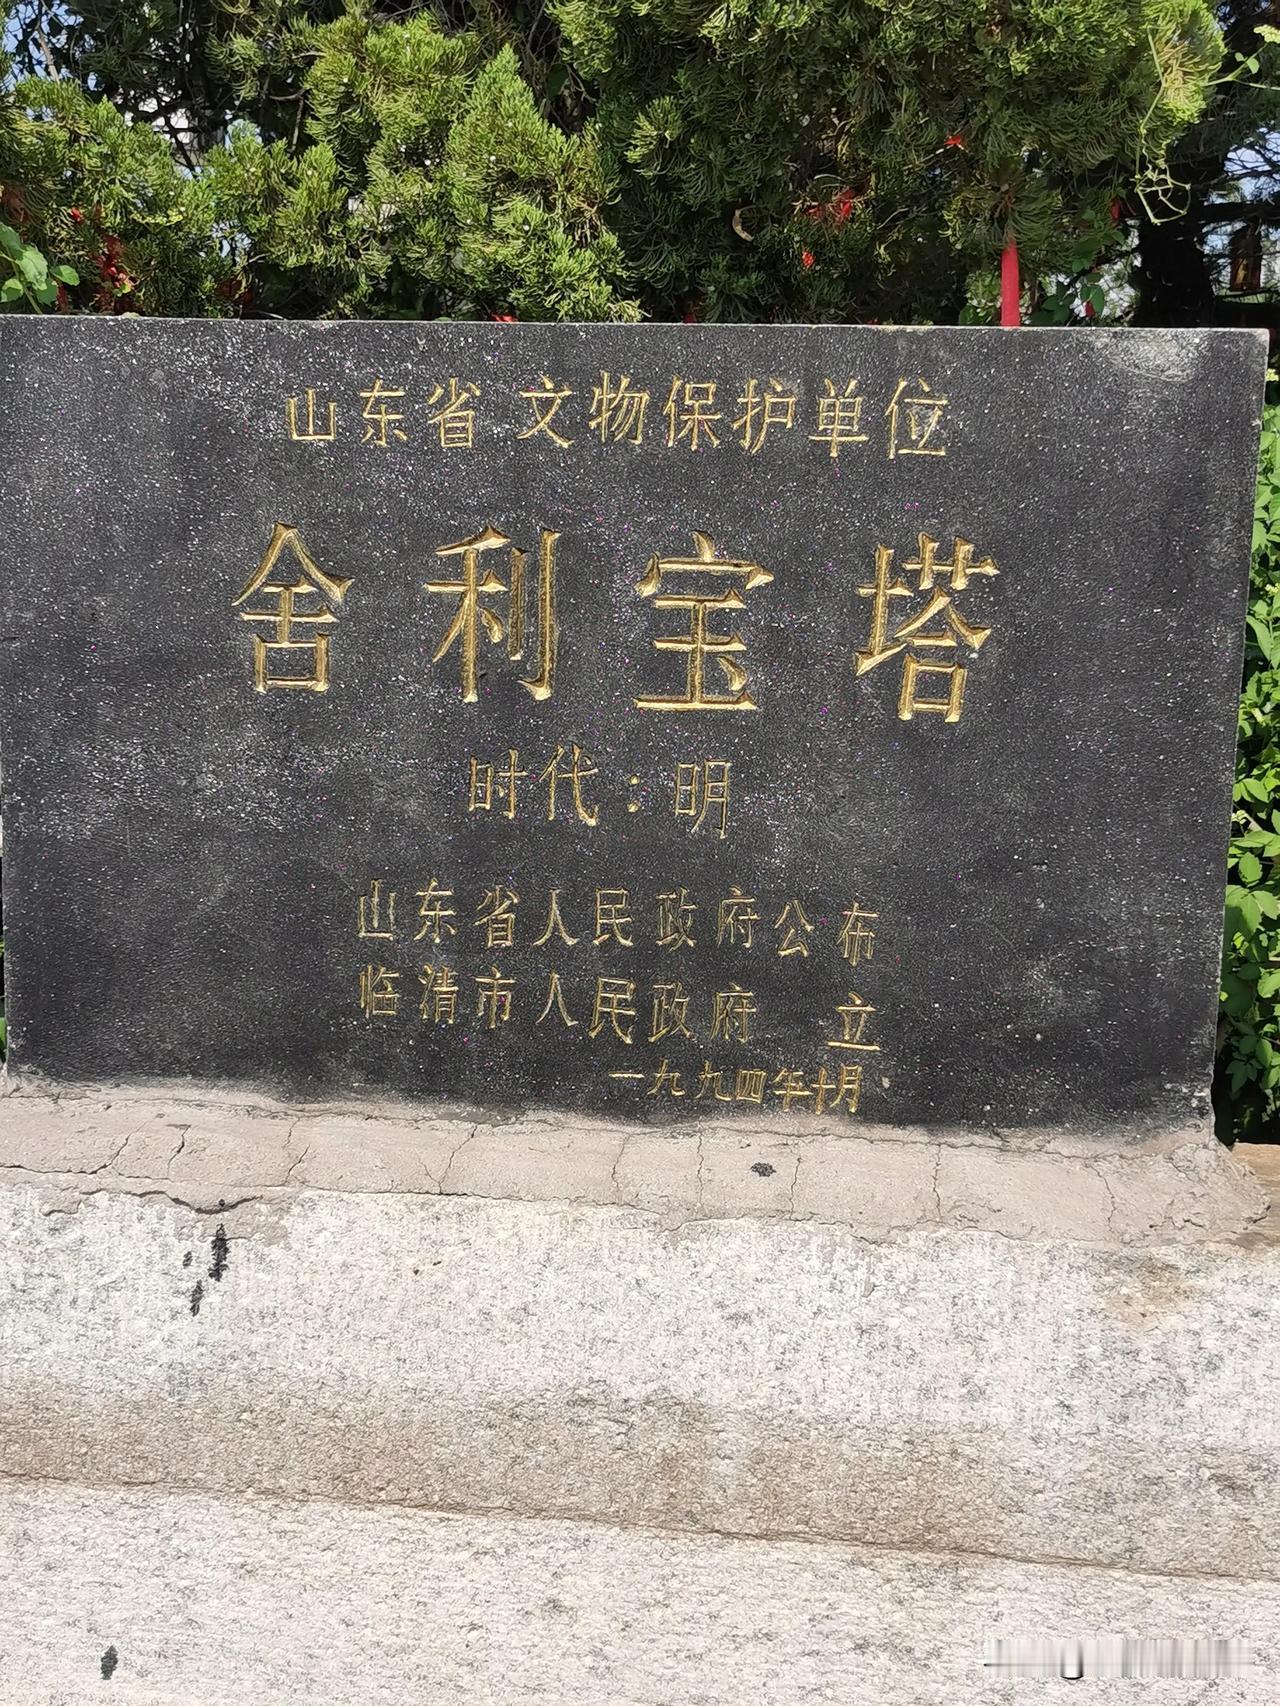 山东省文物保护单位
舍利宝塔
时代：明
山东省人民政府公布
临清市人民政府 立
一九九四年十月